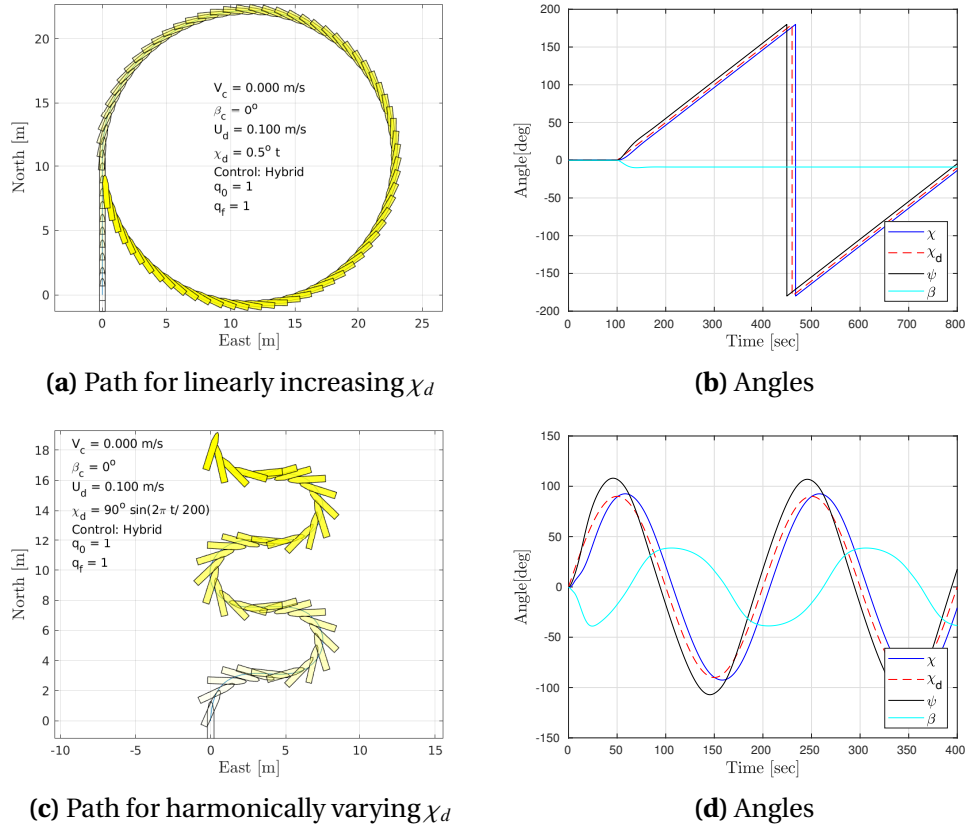 V_c = 0.000 m/s
β_c = 0°
U_d = 0.100 m/s
χ_d = 0.5° t
Control: Hybrid
q_0 = 1
q_f = 1
North [m]
20
15
10
5
0
0
5
10
15
20
25
East [m]
(a) Path for linearly increasing χ_d
200
150
100
50
0
-50
-100
-150
-200
Angle[deg]
χ
χ_d
ψ
β
0
100
200
300
400
500
600
700
800
Time [sec]
(b) Angles
V_c = 0.000 m/s
β_c = 0°
U_d = 0.100 m/s
χ_d = 90° sin(2π t/ 200)
Control: Hybrid
q_0 = 1
q_f = 1
North [m]
18
16
14
12
10
8
6
4
2
0
-10
-5
0
5
10
15
East [m]
(c) Path for harmonically varying χ_d
150
100
50
0
-50
-100
-150
Angle[deg]
χ
χ_d
ψ
β
0
50
100
150
200
250
300
350
400
Time [sec]
(d) Angles